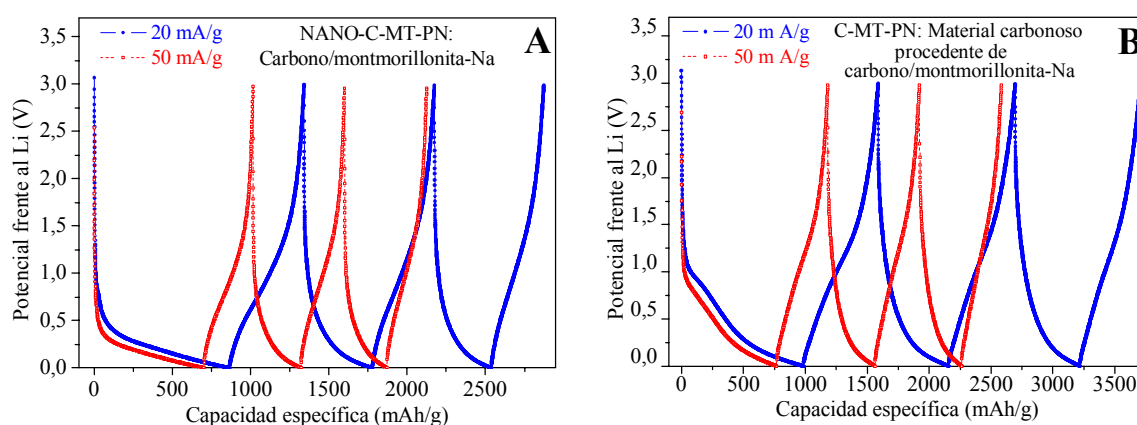 A
20 mA/g
50 mA/g
NANO-C-MT-PN:
Carbono/montmorillonita-Na
3,5
3,0
2,5
2,0
1,5
1,0
0,5
0,0
Potencial frente al Li (V)
0 500 1000 1500 2000 2500
Capacidad específica (mAh/g)
B
20 m A/g
50 m A/g
C-MT-PN: Material carbonoso
procedente de
carbono/montmorillonita-Na
3,5
3,0
2,5
2,0
1,5
1,0
0,5
0,0
Potencial frente al Li (V)
0 500 1000 1500 2000 2500 3000 3500
Capacidad específica (mAh/g)